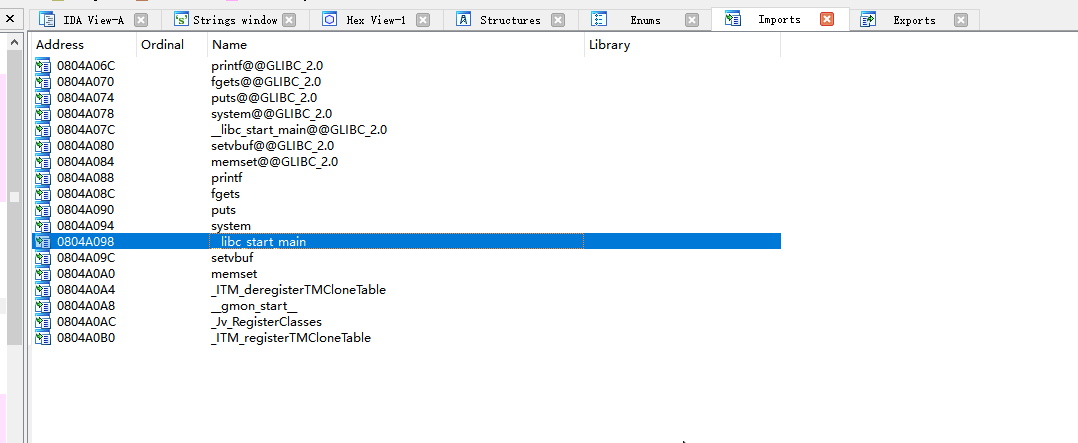 IDA View-A Strings window Hex View-1 Structures Enums Imports Exports
Address Ordinal Name Library
0804A06C printf@@GLIBC_2.0
0804A070 fgets@@GLIBC_2.0
0804A074 puts@@GLIBC_2.0
0804A078 system@@GLIBC_2.0
0804A07C __libc_start_main@@GLIBC_2.0
0804A080 setvbuf@@GLIBC_2.0
0804A084 memset@@GLIBC_2.0
0804A088 printf
0804A08C fgets
0804A090 puts
0804A094 system
0804A098 __libc_start_main
0804A09C setvbuf
0804A0A0 memset
0804A0A4 _ITM_deregisterTMCloneTable
0804A0A8 __gmon_start__
0804A0AC _Jv_RegisterClasses
0804A0B0 _ITM_registerTMCloneTable